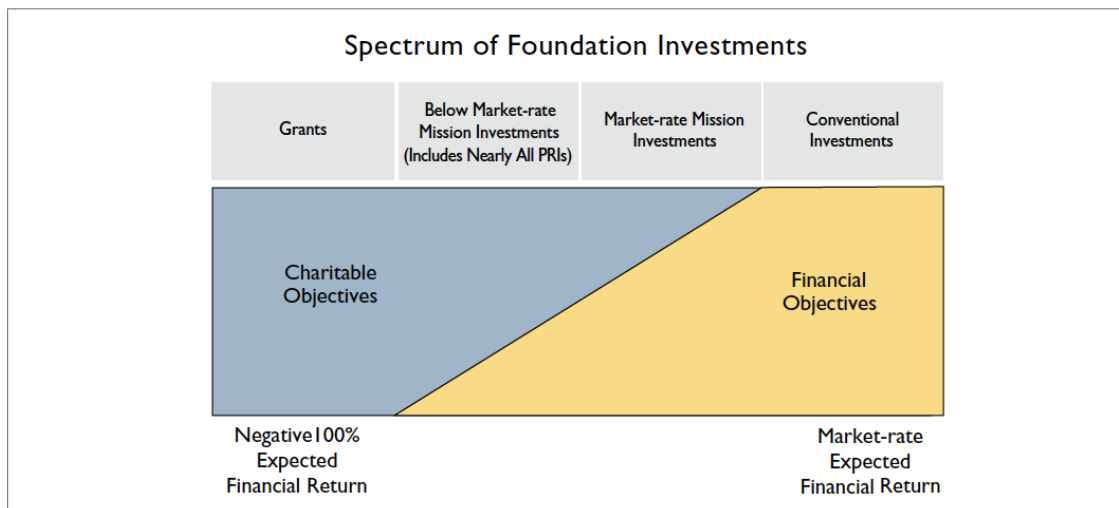 Spectrum of Foundation Investments
Grants
Below Market-rate
Mission Investments
(Includes Nearly All PRIs)
Market-rate Mission
Investments
Conventional
Investments
Charitable
Objectives
Financial
Objectives
Negative100%
Expected
Financial Return
Market-rate
Expected
Financial Return